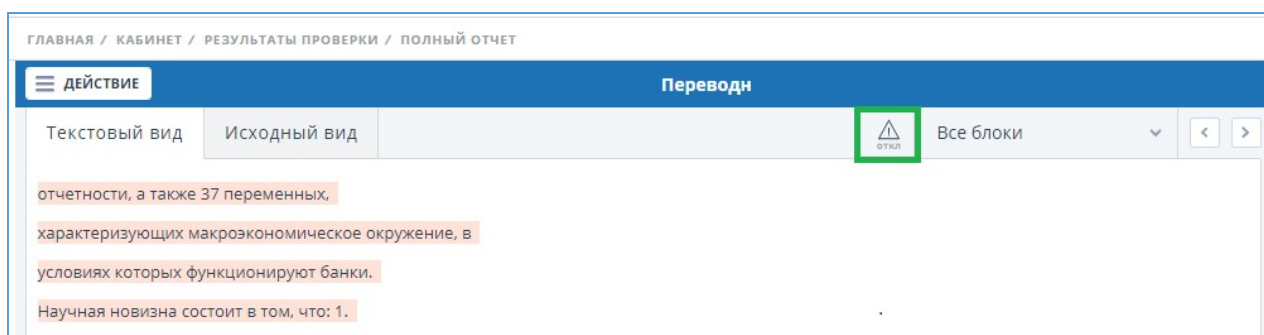 ГЛАВНАЯ / КАБИНЕТ / РЕЗУЛЬТАТЫ ПРОВЕРКИ / ПОЛНЫЙ ОТЧЕТ
ДЕЙСТВИЕ
Переводн
Текстовый вид Исходный вид ОТКЛ Все блоки < >
отчетности, а также 37 переменных,
характеризующих макроэкономическое окружение, в
условиях которых функционируют банки.
Научная новизна состоит в том, что: 1.